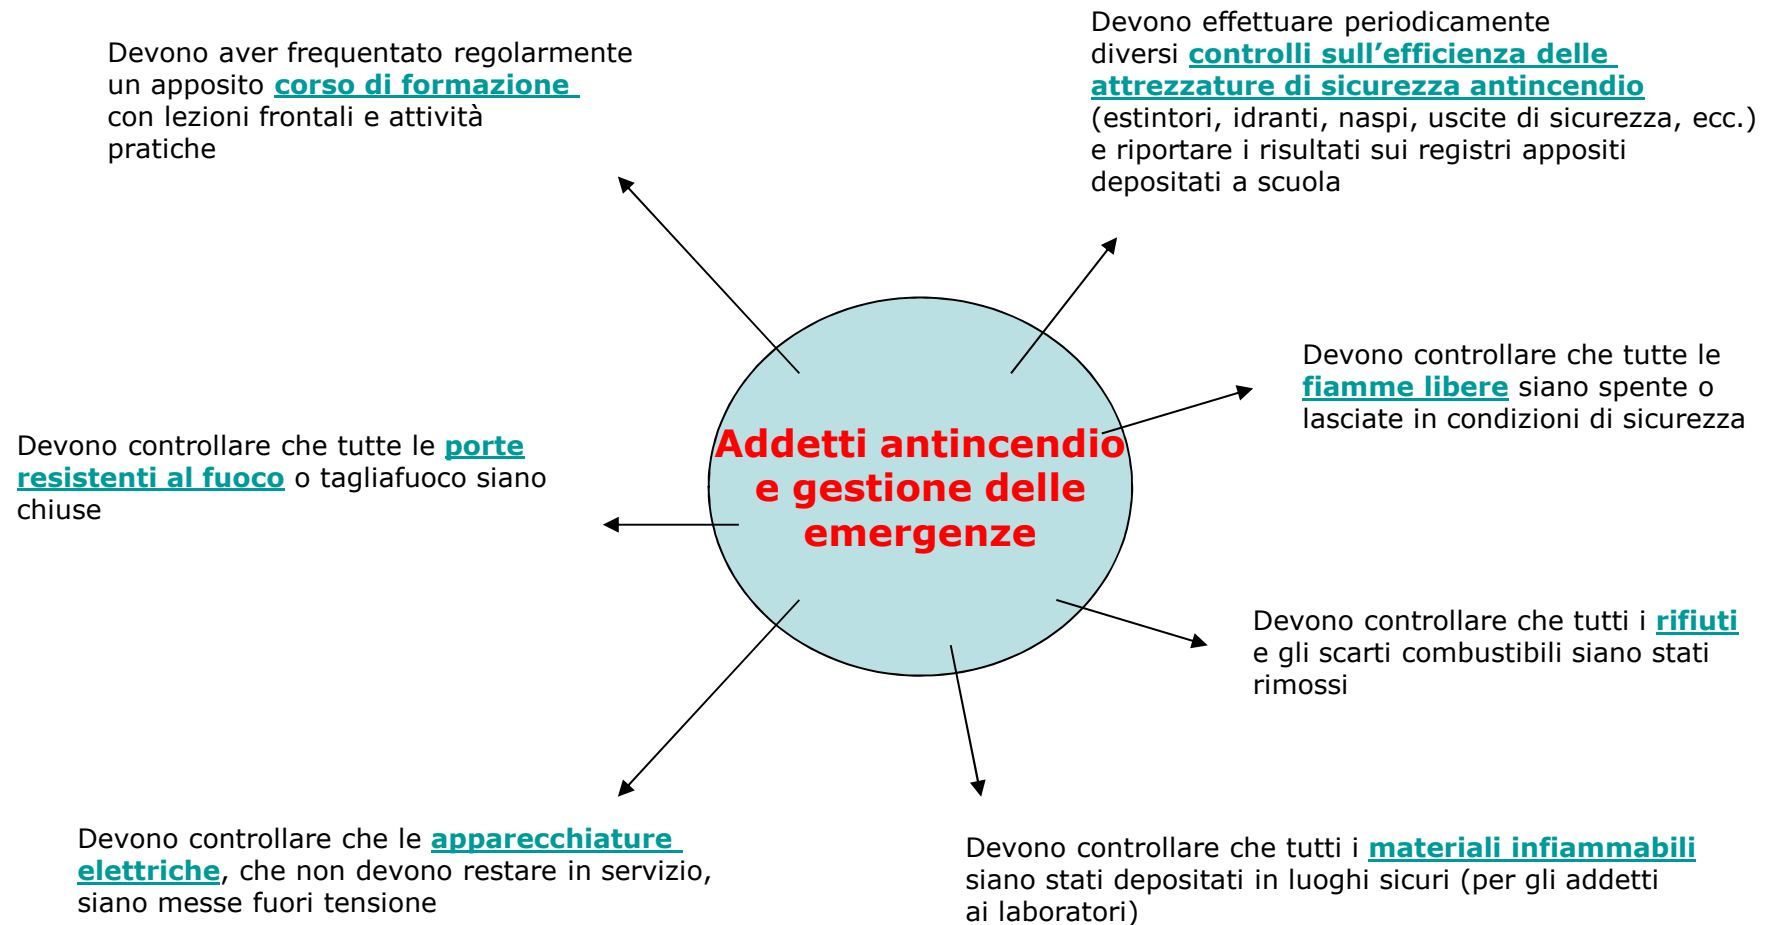 Devono aver frequentato regolarmente
un apposito corso di formazione
con lezioni frontali e attività
pratiche
Devono effettuare periodicamente
diversi controlli sull’efficienza delle
attrezzature di sicurezza antincendio
(estintori, idranti, naspi, uscite di sicurezza, ecc.)
e riportare i risultati sui registri appositi
depositati a scuola
Devono controllare che tutte le
fiamme libere siano spente o
lasciate in condizioni di sicurezza
Addetti antincendio
e gestione delle
emergenze
Devono controllare che tutte le porte
resistenti al fuoco o tagliafuoco siano
chiuse
Devono controllare che tutti i rifiuti
e gli scarti combustibili siano stati
rimossi
Devono controllare che le apparecchiature
elettriche, che non devono restare in servizio,
siano messe fuori tensione
Devono controllare che tutti i materiali infiammabili
siano stati depositati in luoghi sicuri (per gli addetti
ai laboratori)